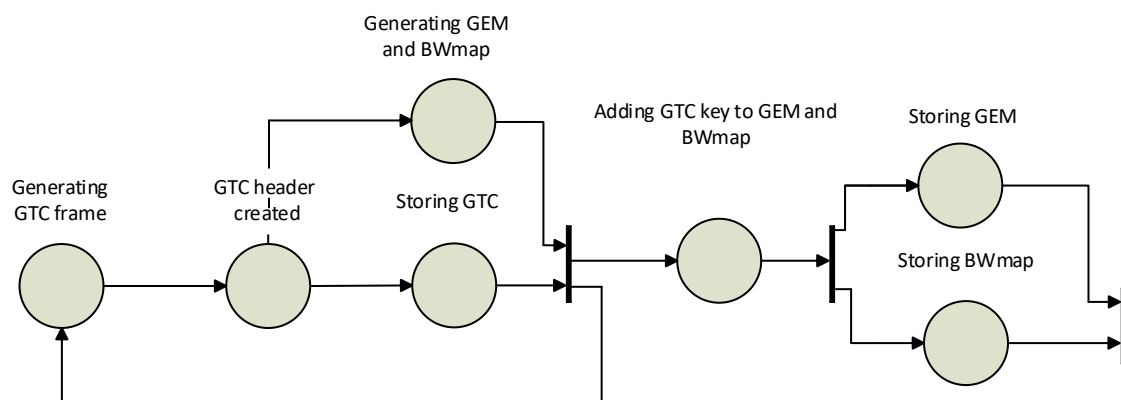 Generating GEM
and BWmap
Adding GTC key to GEM and
BWmap
Storing GEM
Generating
GTC frame
GTC header
created
Storing GTC
Storing BWmap